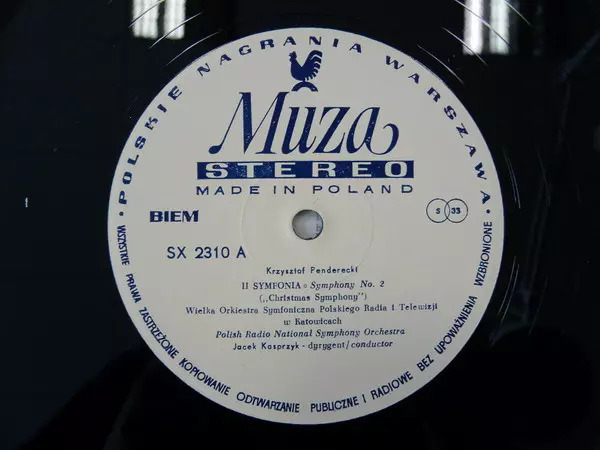 • POLSKIE NAGRANIA WARSZAWA •
Muza
STEREO
MADE IN POLAND
BIEM
S 33
SX 2310 A
Krzysztof Penderecki
II SYMFONIA • Symphony No. 2
(„Christmas Symphony")
Wielka Orkiestra Symfoniczna Polskiego Radia i Telewizji
w Katowicach
Polish Radio National Symphony Orchestra
Jacek Kasprzyk - dyrygent/conductor
WSZYSTKIE PRAWA ZASTRZEŻONE KOPIOWANIE ODTWARZANIE PUBLICZNE I RADIOWE BEZ UPOWAŻNIENIA WZBRONIONE